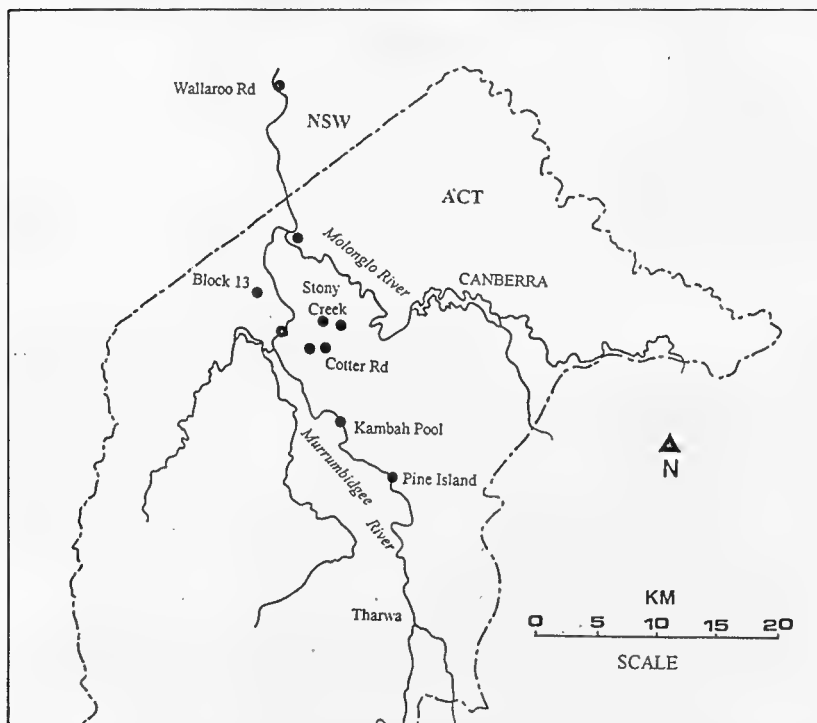 Wallaroo Rd
NSW
ACT
Molonglo River
Block 13
Stony
Creek
CANBERRA
Cotter Rd
Kambah Pool
Murrumbidgee
River
Pine Island
N
Tharwa
KM
0 5 10 15 20
SCALE